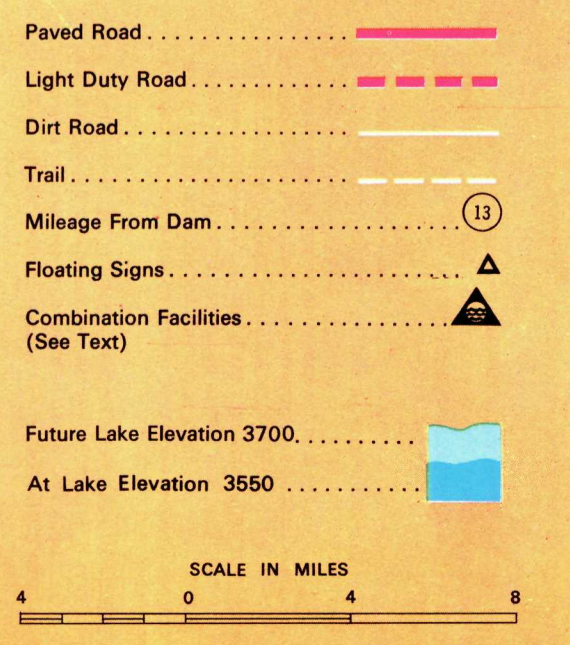 Paved Road
Light Duty Road
Dirt Road
Trail
Mileage From Dam 13
Floating Signs
Combination Facilities
(See Text)
Future Lake Elevation 3700
At Lake Elevation 3550
SCALE IN MILES
4 0 4 8